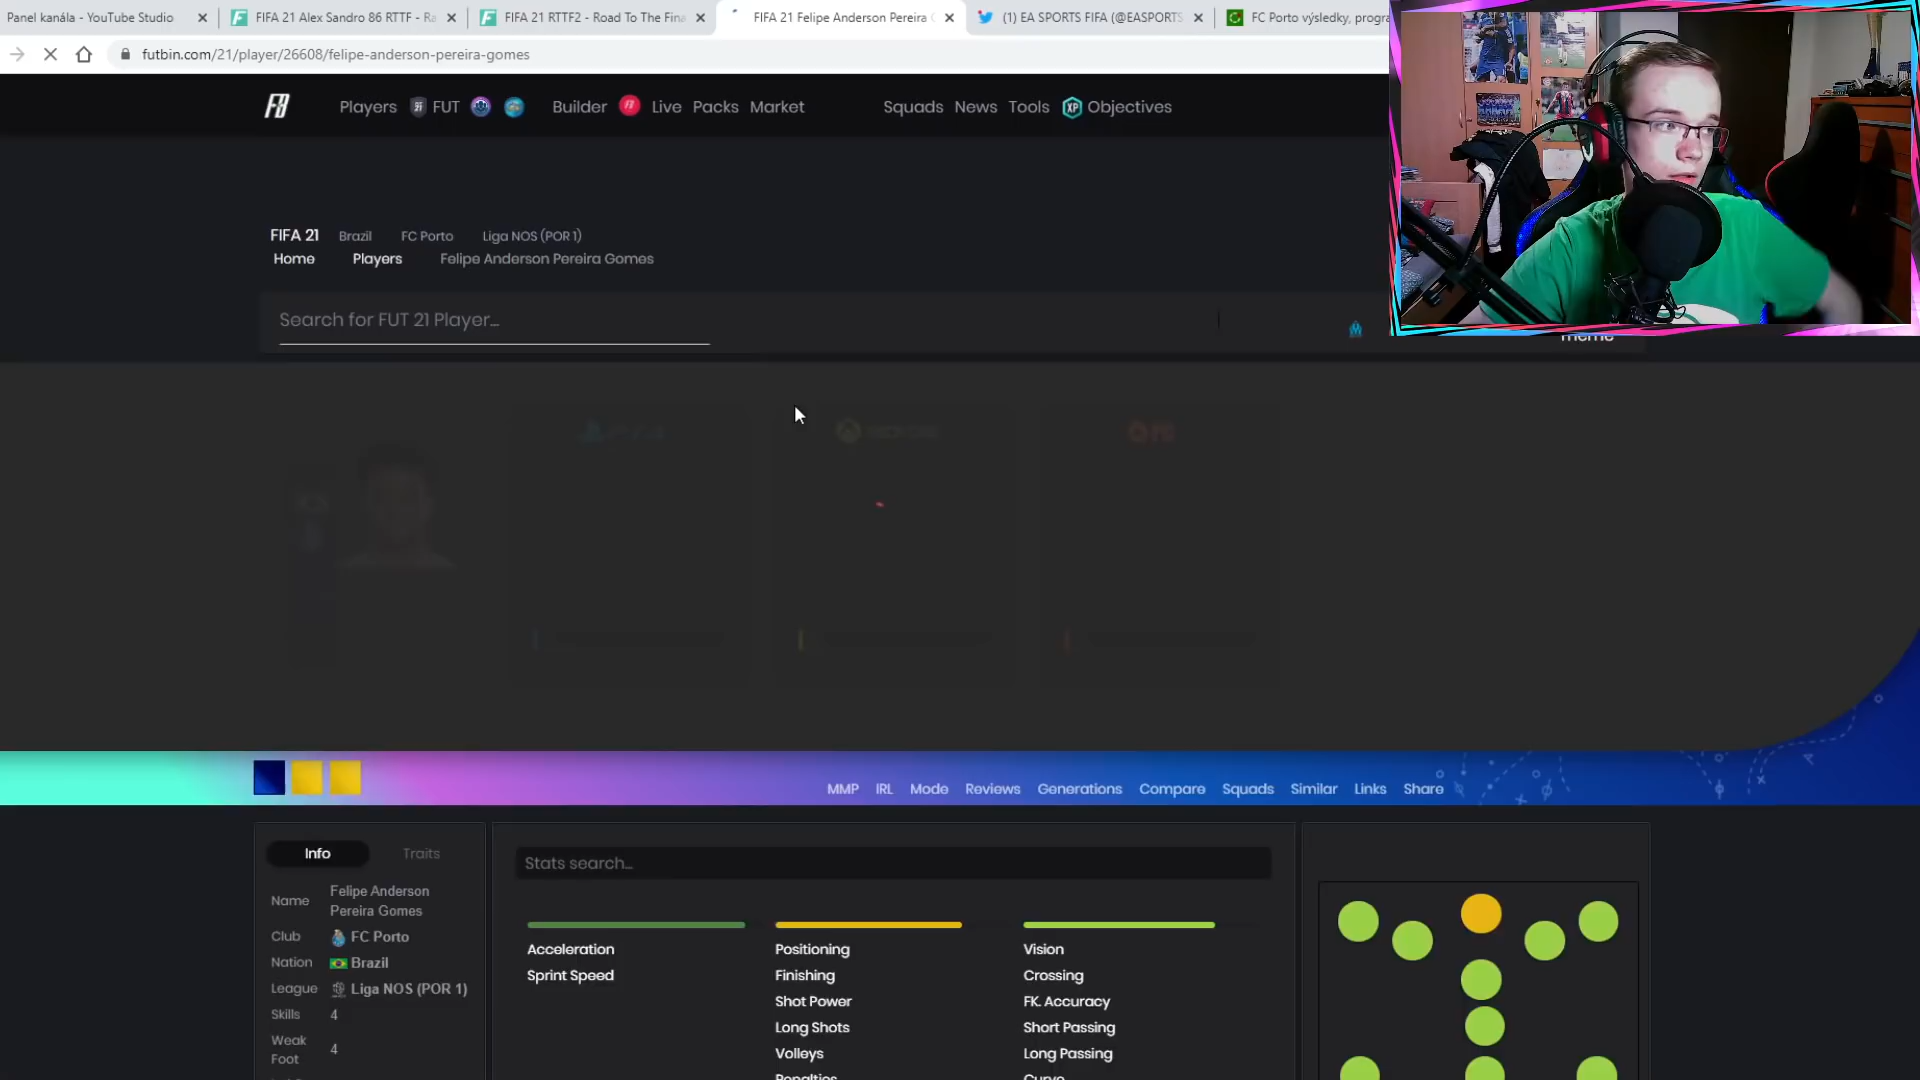 Panel kanála - YouTube Studio
FIFA 21 Alex Sandro 86 RTTF - Ra
FIFA 21 RTTF2 - Road To The Fina
FIFA 21 Felipe Anderson Pereira
(1) EA SPORTS FIFA (@EASPORTS
FC Porto výsledky, progra
futbin.com/21/player/26608/felipe-anderson-pereira-gomes
Players FUT Builder Live Packs Market Squads News Tools XP Objectives
FIFA 21 Brazil FC Porto Liga NOS (POR 1)
Home Players Felipe Anderson Pereira Gomes
Search for FUT 21 Player...
Theme
MMP IRL Mode Reviews Generations Compare Squads Similar Links Share
Info Traits
Stats search...
Name Felipe Anderson Pereira Gomes
Club FC Porto
Nation Brazil
League Liga NOS (POR 1)
Skills 4
Weak Foot 4
Acceleration
Sprint Speed
Positioning
Finishing
Shot Power
Long Shots
Volleys
Penalties
Vision
Crossing
FK. Accuracy
Short Passing
Long Passing
Curve